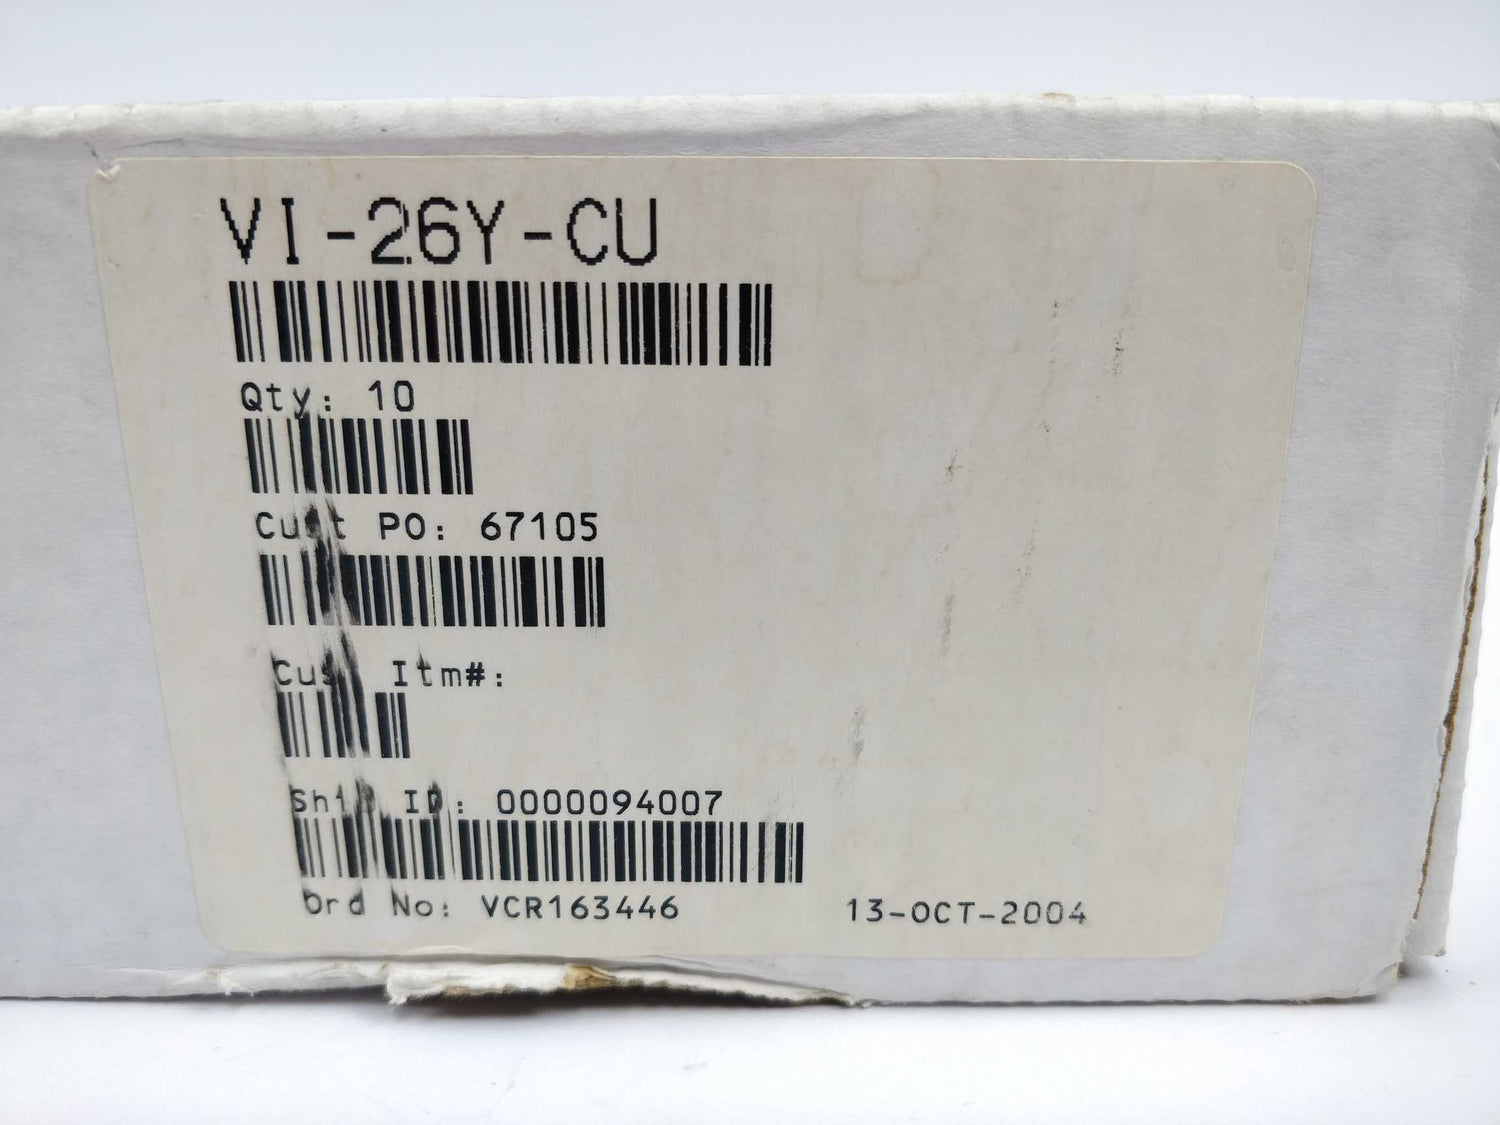 VI-26Y-CU
Qty: 10
Cust PO: 67105
Cust Itm#:
Ship ID: 0000094007
Ord No: VCR163446 13-OCT-2004